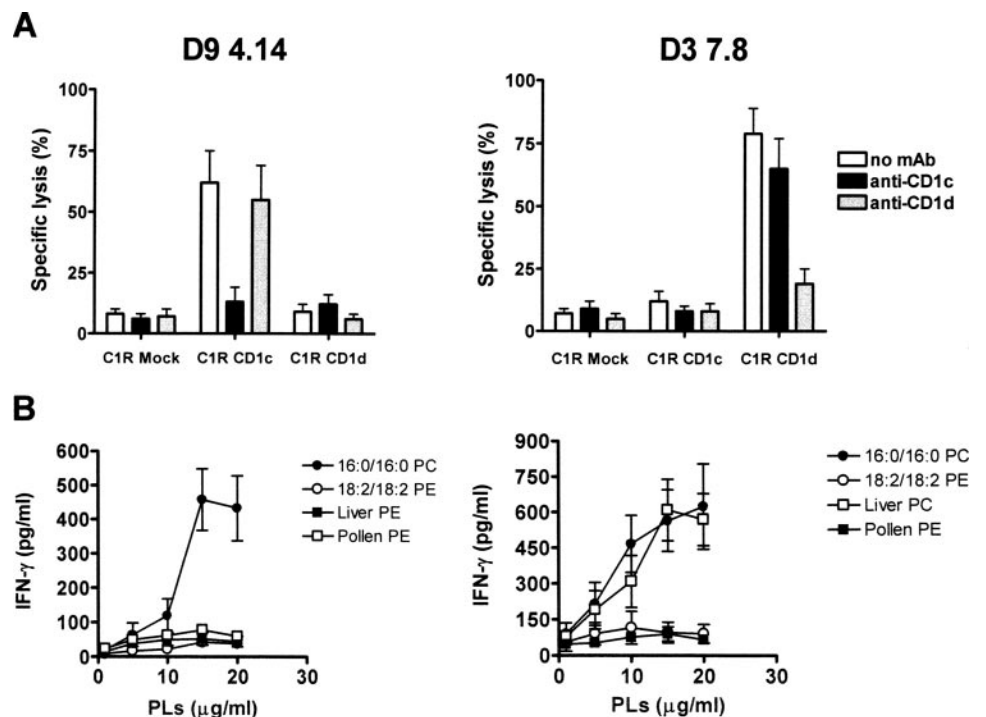 A
D9 4.14
D3 7.8
100
75
50
25
0
Specific lysis (%)
C1R Mock
C1R CD1c
C1R CD1d
100
75
50
25
0
Specific lysis (%)
C1R Mock
C1R CD1c
C1R CD1d
no mAb
anti-CD1c
anti-CD1d
B
600
500
400
300
200
100
0
IFN-γ (pg/ml)
0
10
20
30
PLs (μg/ml)
16:0/16:0 PC
18:2/18:2 PE
Liver PE
Pollen PE
900
750
600
450
300
150
0
IFN-γ (pg/ml)
0
10
20
30
PLs (μg/ml)
16:0/16:0 PC
18:2/18:2 PE
Liver PC
Pollen PE